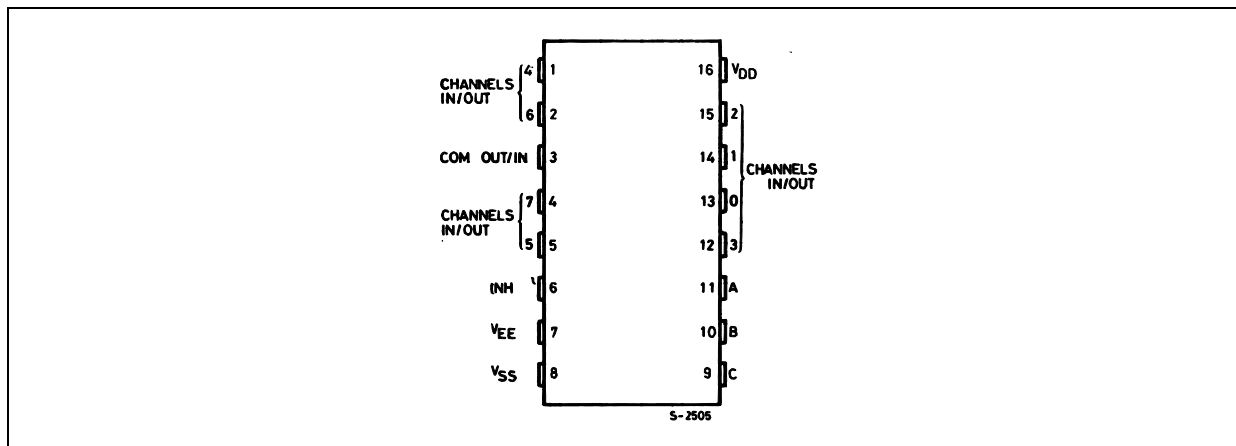 4 1 16 VDD
CHANNELS
IN/OUT
6 2 15 2
COM OUT/IN 3 14 1
CHANNELS
IN/OUT
7 4 13 0
CHANNELS
IN/OUT
5 5 12 3
INH 6 11 A
VEE 7 10 B
VSS 8 9 C
S-2505